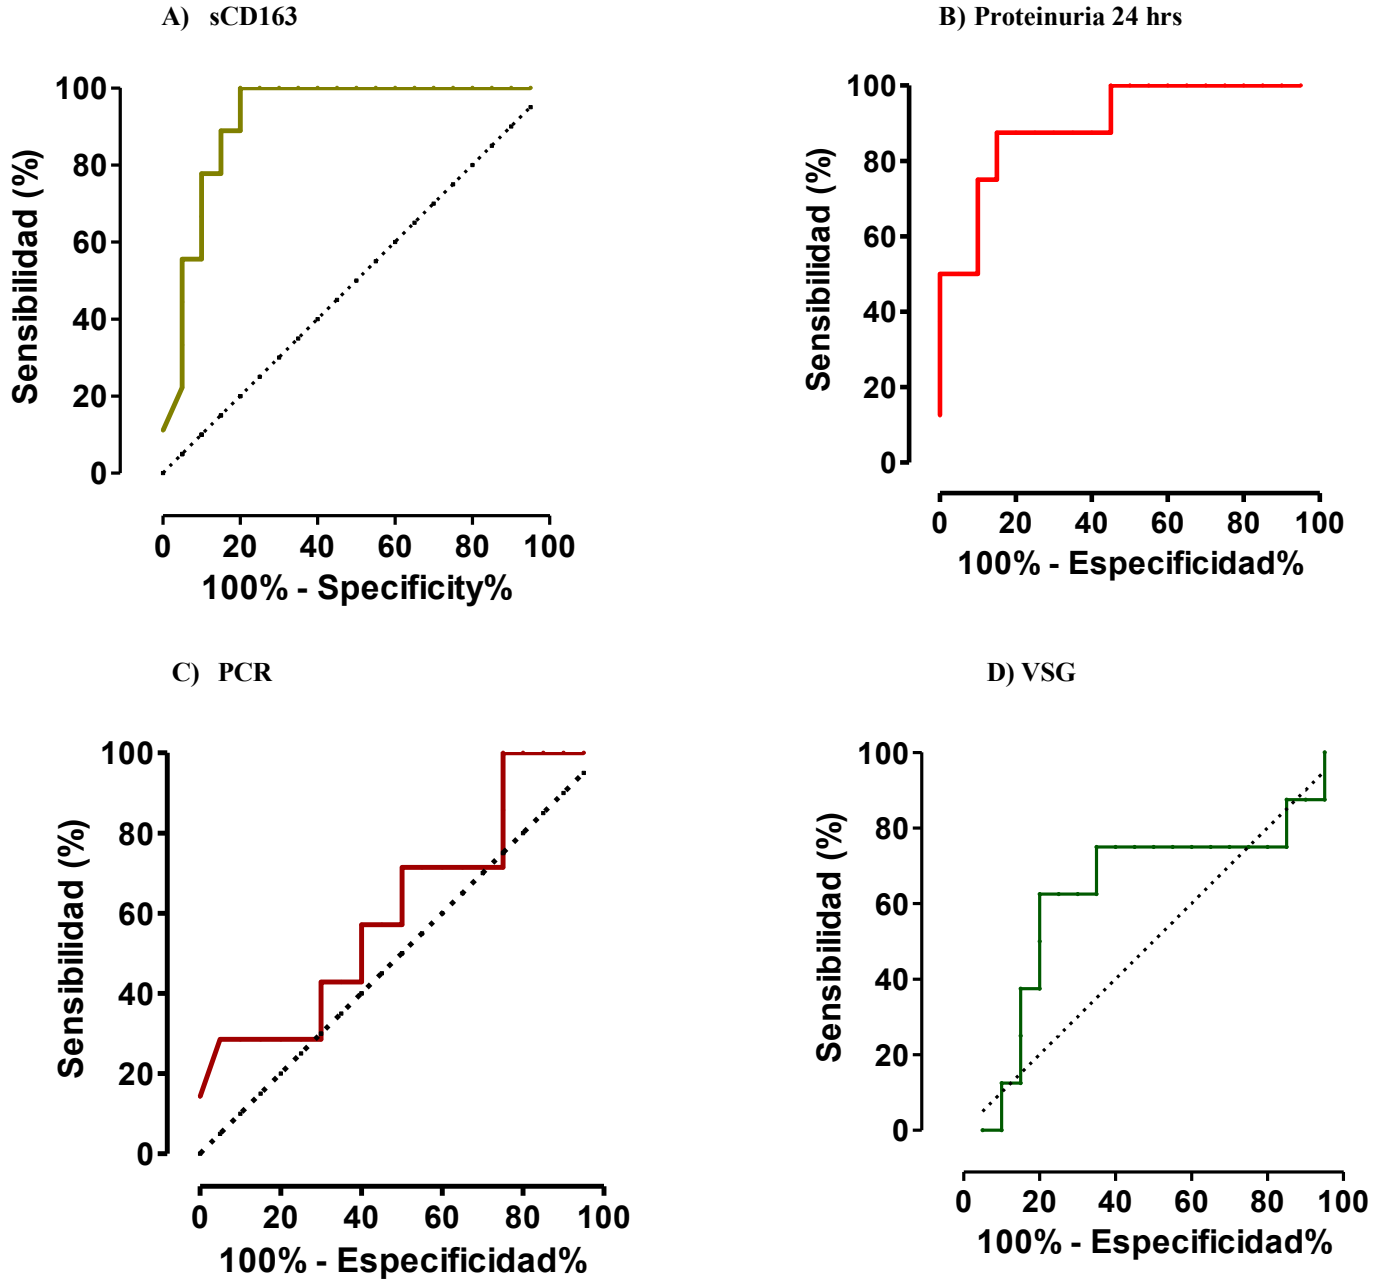 A) sCD163
Sensibilidad (%)
100
80
60
40
20
0
0 20 40 60 80 100
100% - Specificity%
B) Proteinuria 24 hrs
Sensibilidad (%)
100
80
60
40
20
0
0 20 40 60 80 100
100% - Especificidad%
C) PCR
Sensibilidad (%)
100
80
60
40
20
0
0 20 40 60 80 100
100% - Especificidad%
D) VSG
Sensibilidad (%)
100
80
60
40
20
0
0 20 40 60 80 100
100% - Especificidad%